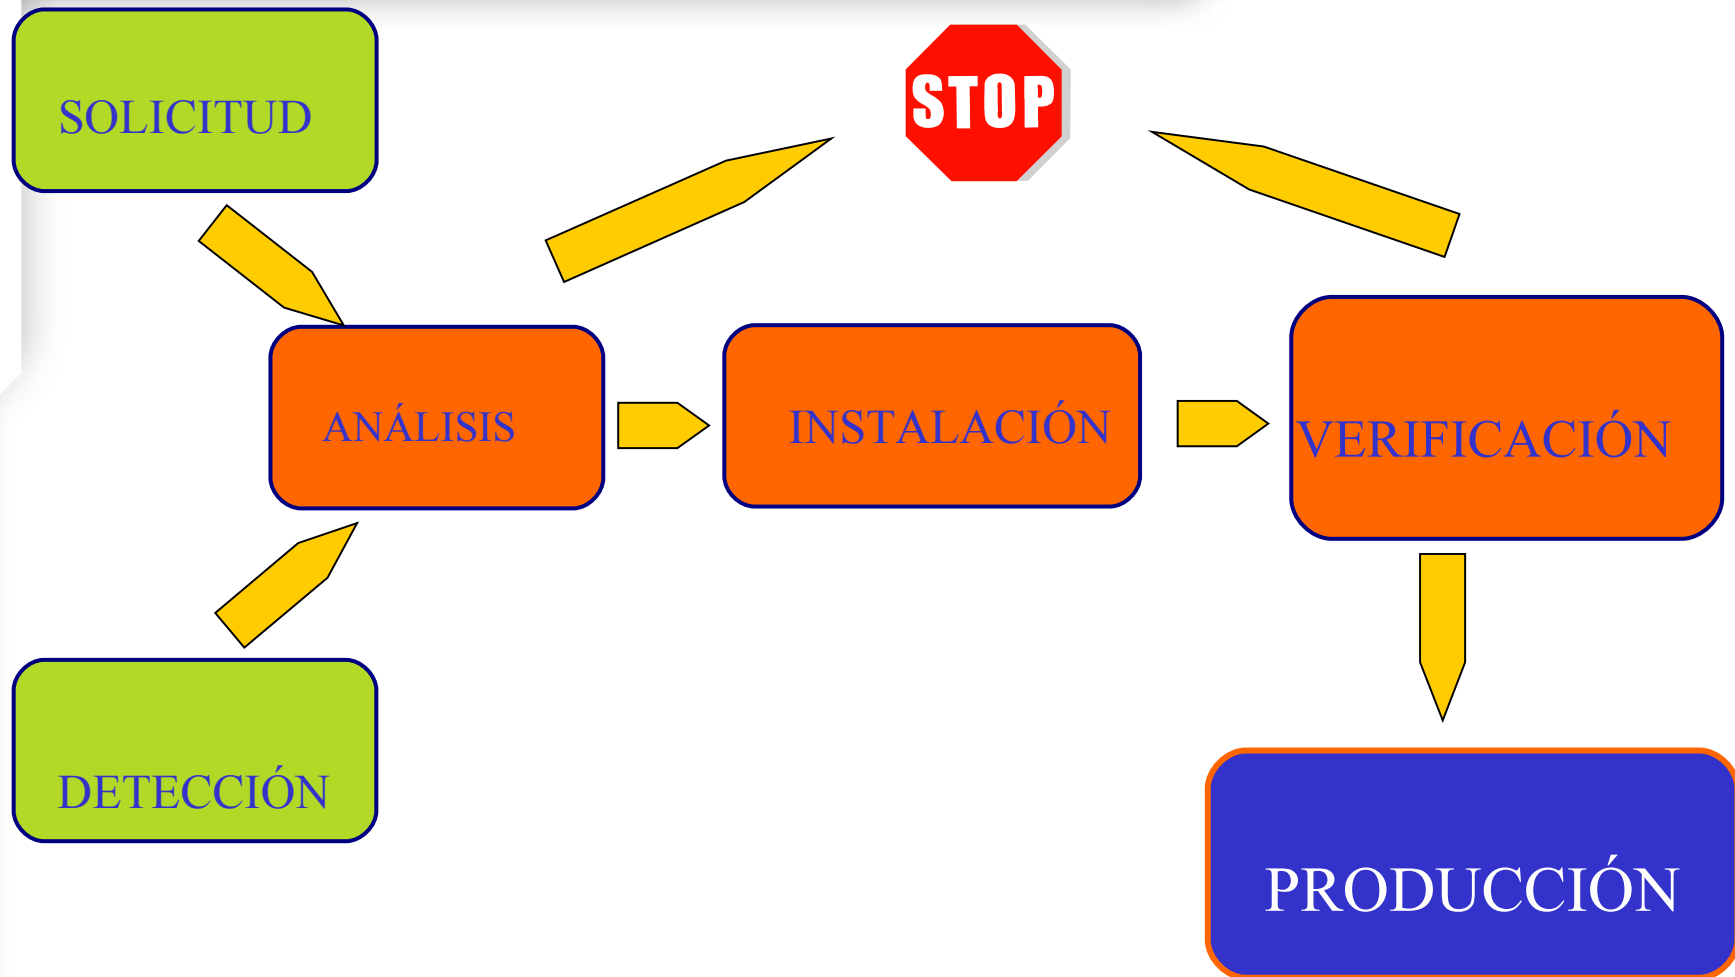 SOLICITUD
STOP
ANÁLISIS
INSTALACIÓN
VERIFICACIÓN
DETECCIÓN
PRODUCCIÓN